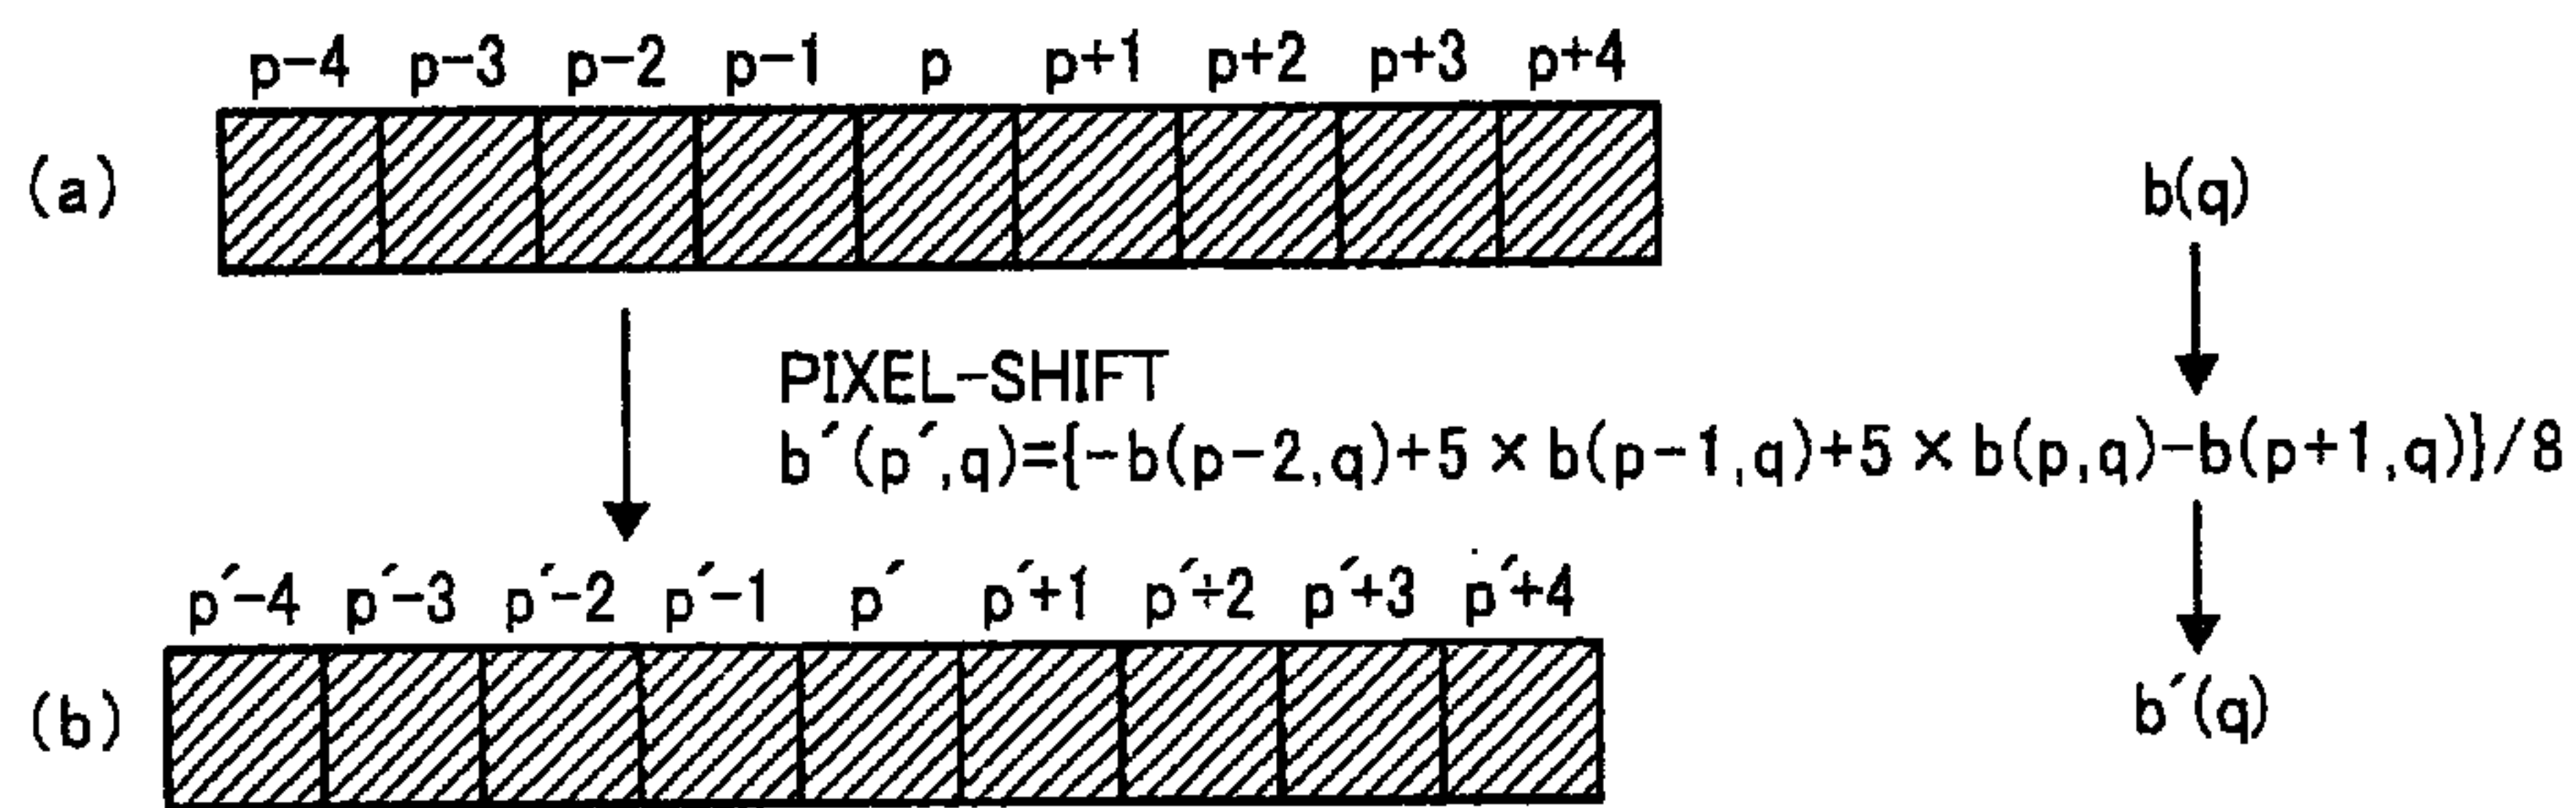 p-4 p-3 p-2 p-1 p p+1 p+2 p+3 p+4
(a)
b(q)
PIXEL-SHIFT
b´(p´,q)={-b(p-2,q)+5 × b(p-1,q)+5 × b(p,q)-b(p+1,q)}/8
p´-4 p´-3 p´-2 p´-1 p´ p´+1 p´+2 p´+3 p´+4
(b)
b´(q)